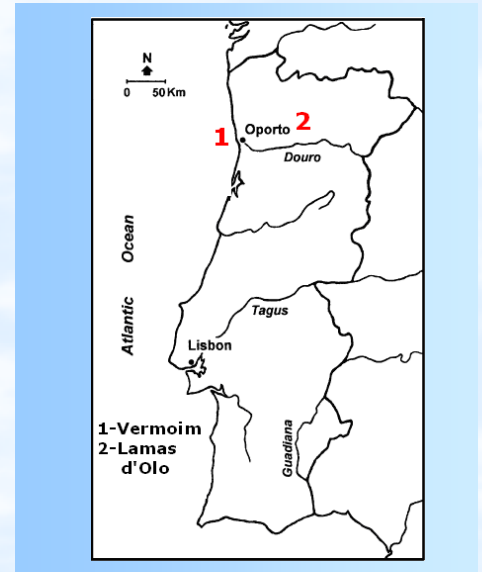 N
0 50 Km
1 Oporto 2
Douro
Atlantic Ocean
Tagus
Lisbon
Guadiana
1-Vermoim
2-Lamas
d'Olo